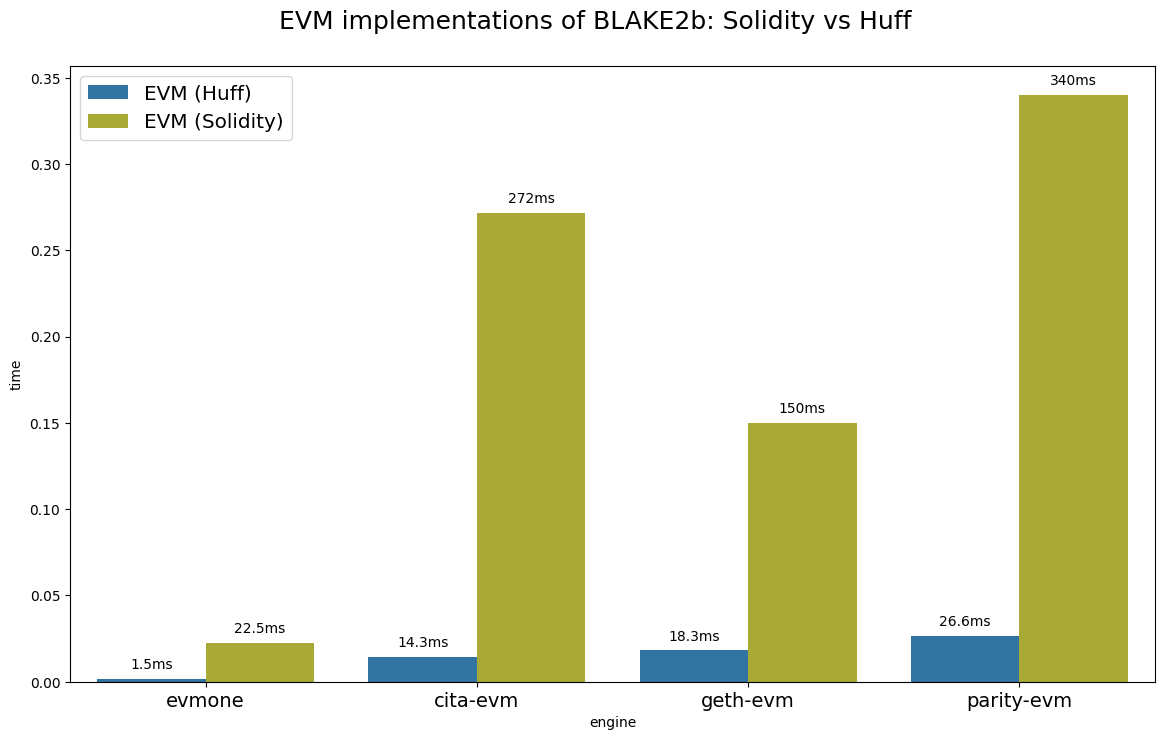 EVM implementations of BLAKE2b: Solidity vs Huff
EVM (Huff)
EVM (Solidity)
0.35
0.30
0.25
0.20
0.15
0.10
0.05
0.00
time
1.5ms
22.5ms
14.3ms
272ms
18.3ms
150ms
26.6ms
340ms
evmone
cita-evm
geth-evm
parity-evm
engine